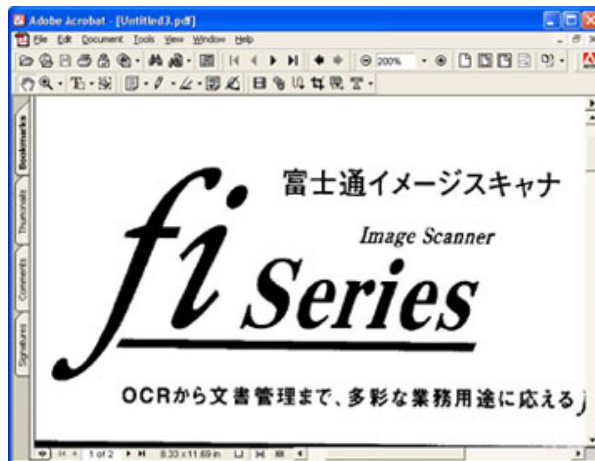 Adobe Acrobat - [Untitled3.pdf]
File Edit Document Tools View Window Help
200%
Bookmarks
Thumbnails
Comments
Signatures
富士通イメージスキャナ
Image Scanner
fi Series
OCRから文書管理まで、多彩な業務用途に応える
1 of 2
8.33 x 11.69 in